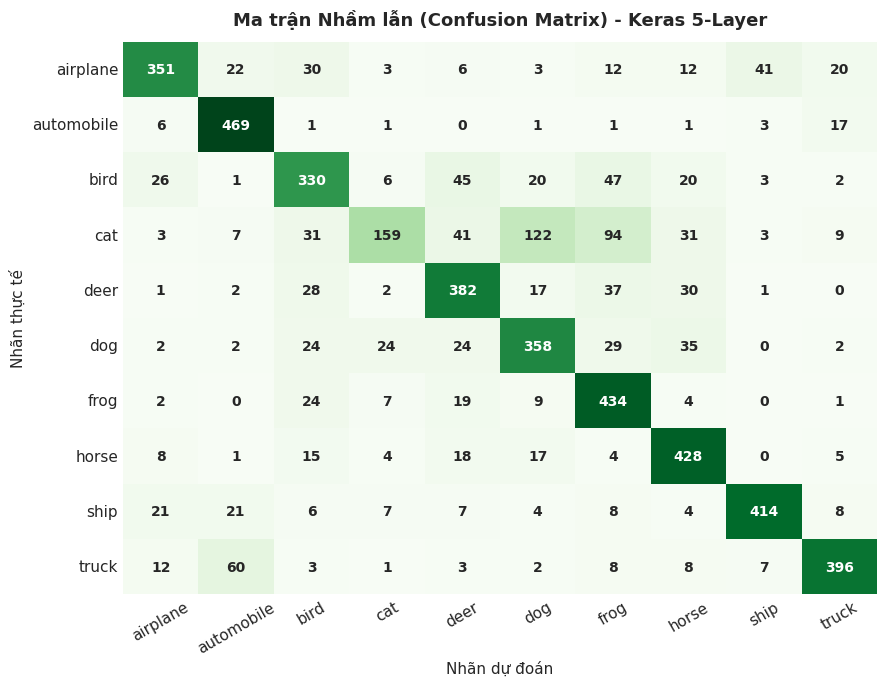 Ma trận Nhầm lẫn (Confusion Matrix) - Keras 5-Layer
Nhãn thực tế
airplane 351 22 30 3 6 3 12 12 41 20
automobile 6 469 1 1 0 1 1 1 3 17
bird 26 1 330 6 45 20 47 20 3 2
cat 3 7 31 159 41 122 94 31 3 9
deer 1 2 28 2 382 17 37 30 1 0
dog 2 2 24 24 24 358 29 35 0 2
frog 2 0 24 7 19 9 434 4 0 1
horse 8 1 15 4 18 17 4 428 0 5
ship 21 21 6 7 7 4 8 4 414 8
truck 12 60 3 1 3 2 8 8 7 396
airplane automobile bird cat deer dog frog horse ship truck
Nhãn dự đoán